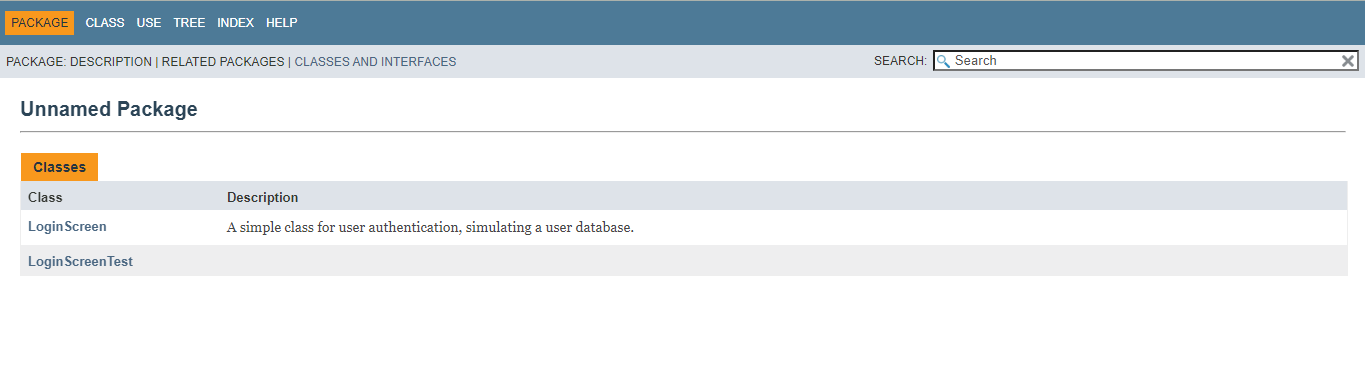 PACKAGE CLASS USE TREE INDEX HELP
PACKAGE: DESCRIPTION | RELATED PACKAGES | CLASSES AND INTERFACES SEARCH: Search
Unnamed Package
Classes
Class Description
LoginScreen A simple class for user authentication, simulating a user database.
LoginScreenTest